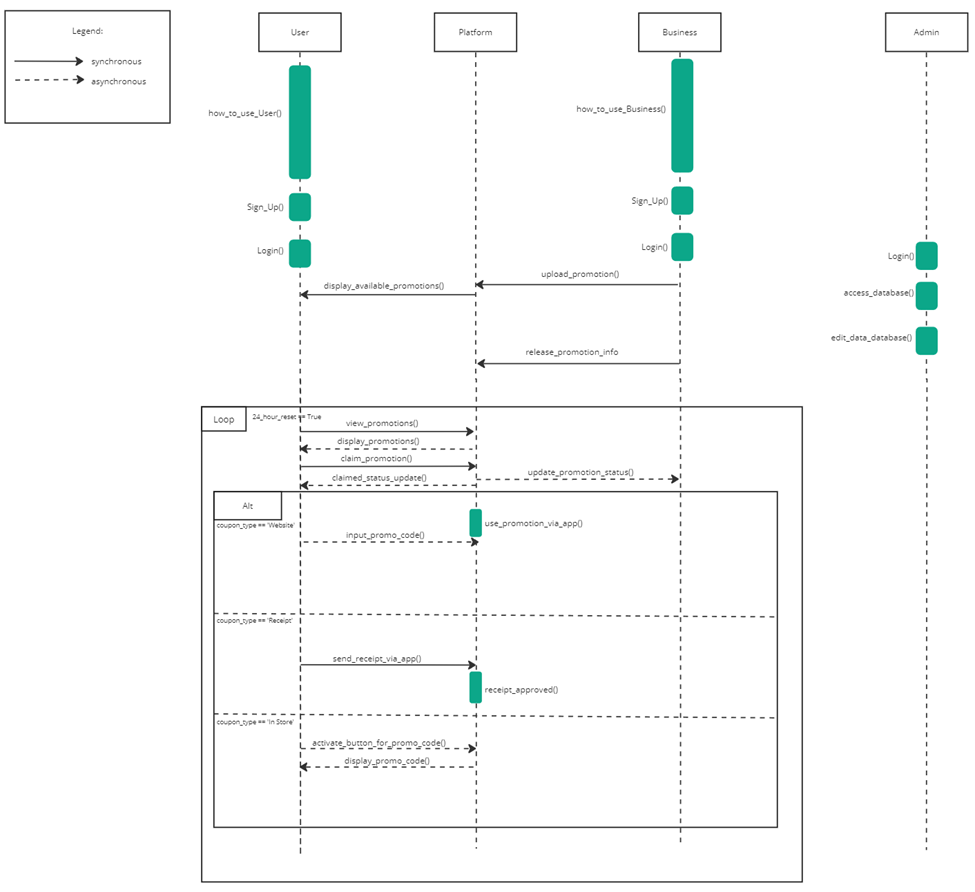 Legend:
synchronous
asynchronous
User
Platform
Business
Admin
how_to_use_User()
how_to_use_Business()
Sign_Up()
Sign_Up()
Login()
Login()
Login()
upload_promotion()
display_available_promotions()
access_database()
edit_data_database()
release_promotion_info
Loop
24_hour_reset == True
view_promotions()
display_promotions()
claim_promotion()
claimed_status_update()
update_promotion_status()
Alt
coupon_type == 'Website'
use_promotion_via_app()
input_promo_code()
coupon_type == 'Receipt'
send_receipt_via_app()
receipt_approved()
coupon_type == 'In Store'
activate_button_for_promo_code()
display_promo_code()